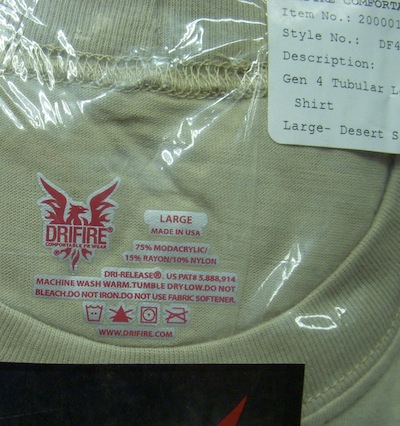 COMFORTA
Item No.: 200001
Style No.: DF4
Description:
Gen 4 Tubular L
Shirt
Large- Desert S
DRIFIRE®
COMFORTABLE FR WEAR
LARGE
MADE IN USA
75% MODACRYLIC/
15% RAYON/10% NYLON
DRI-RELEASE®. US PAT# 5,888,914
MACHINE WASH WARM.TUMBLE DRY LOW.DO NOT
BLEACH.DO NOT IRON.DO NOT USE FABRIC SOFTENER.
WWW.DRIFIRE.COM